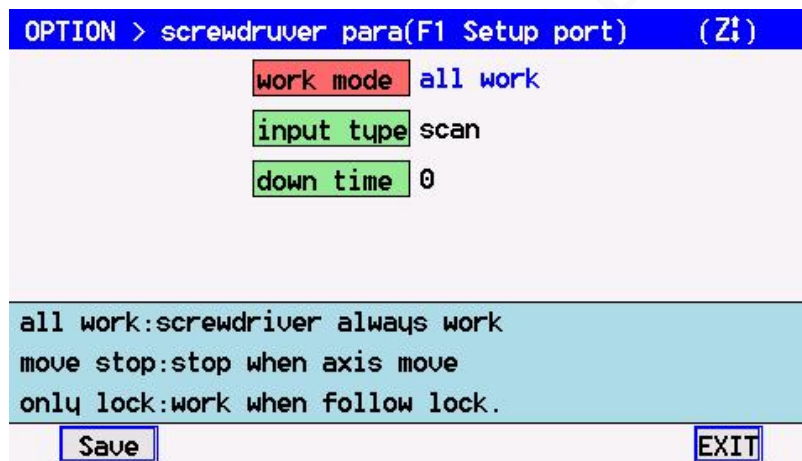 OPTION > screwdruver para(F1 Setup port) (Z↕)
work mode all work
input type scan
down time 0
all work:screwdriver always work
move stop:stop when axis move
only lock:work when follow lock.
Save EXIT